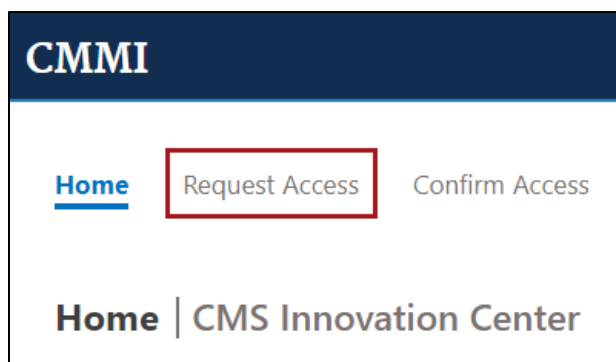 CMMI
Home Request Access Confirm Access
Home | CMS Innovation Center